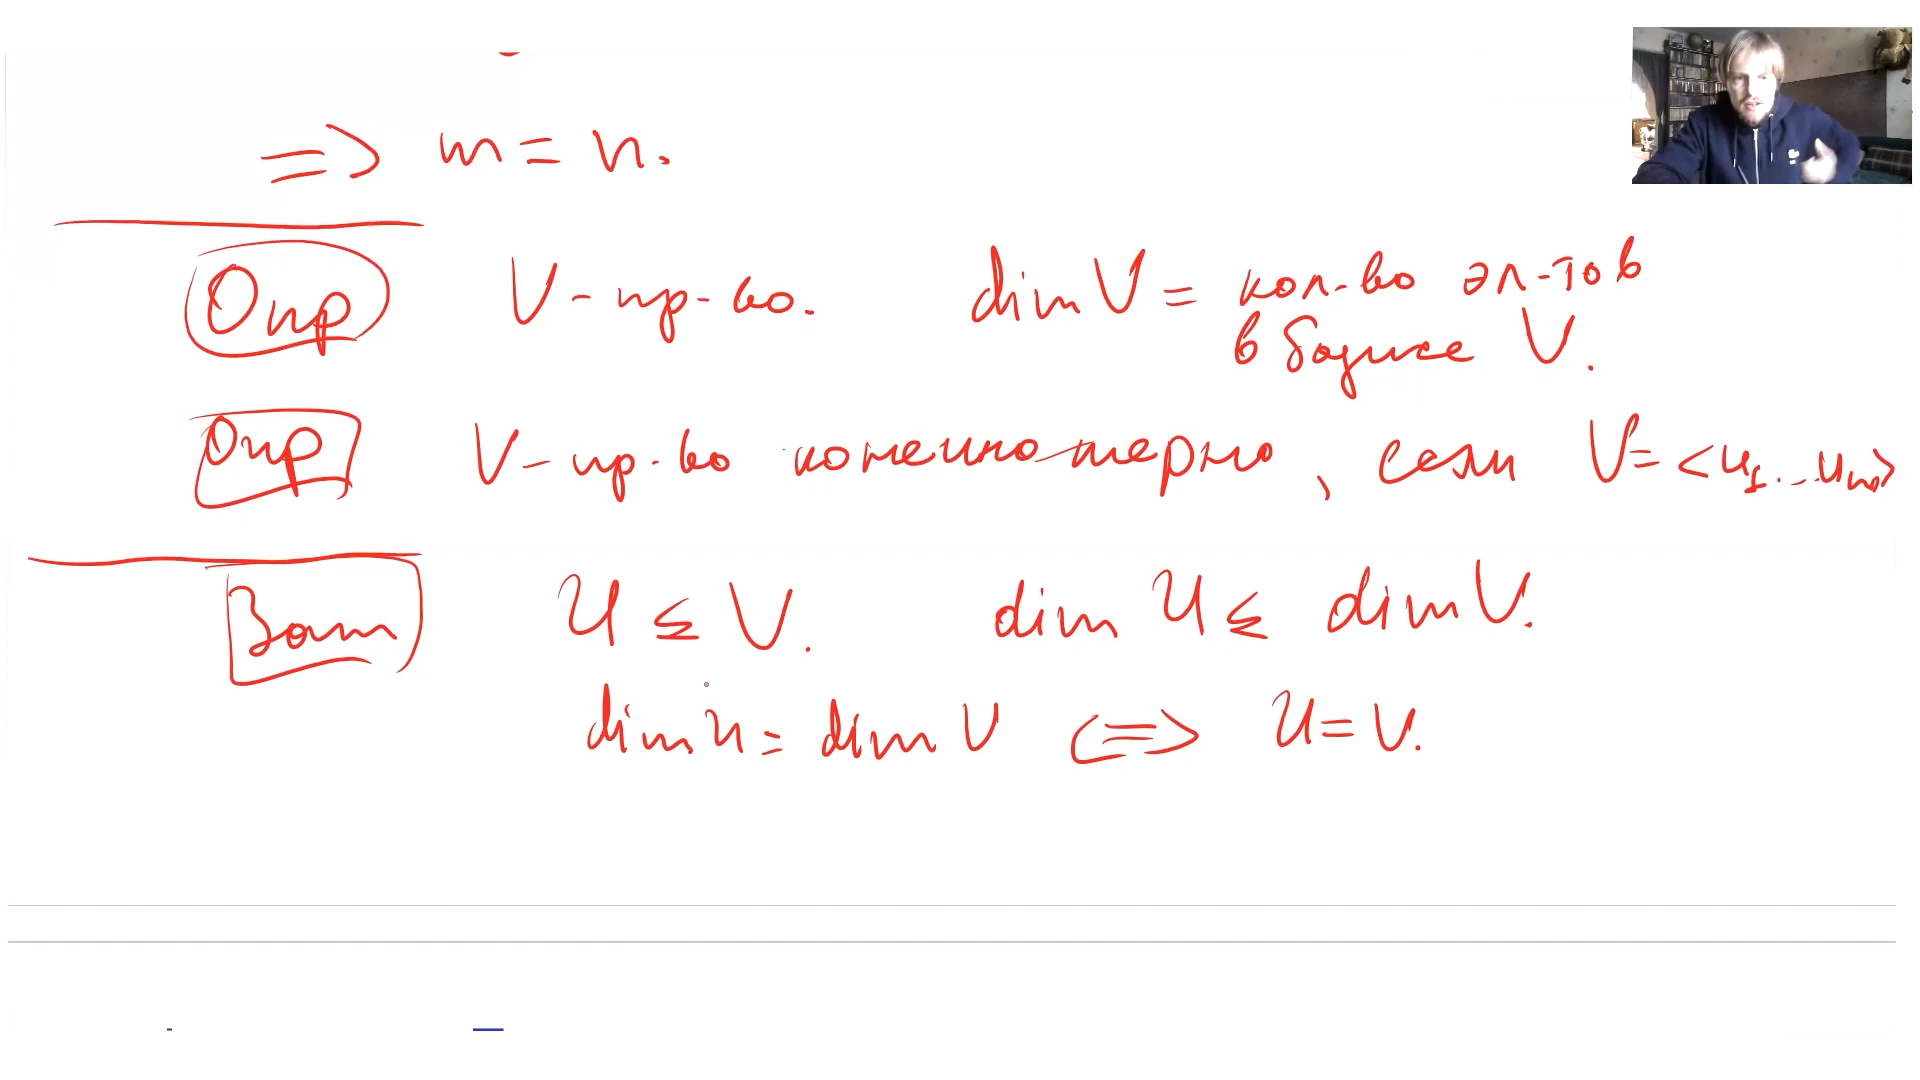 => m = n.
Опр V - пр-во. dim V = кол-во эл-тов
в базисе V.
Опр V - пр-во конечномерно, если V = <u₁...uₘ>
Зам U ≤ V. dim U ≤ dim V.
dim U = dim V <=> U = V.